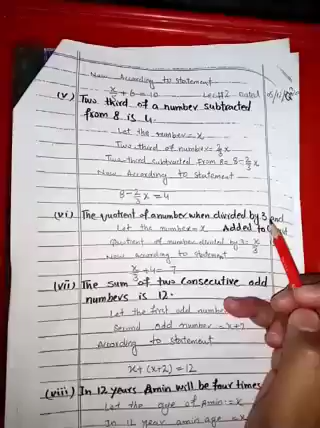 Now According to statement
x/3 + 6 = 10 Lec#2 dated
(v) Two third of a number subtracted
from 8 is 4.
Let the number = x
Two third of number = 2/3 x
Two third subtracted from 8 = 8 - 2/3 x
Now According to Statement
8 - 2/3 x = 4
(vi) The quotient of a number when divided by 3 and
Let the number = x Added to
Quotient of number divided by 3 = x/3
Now according to statement
x/3 + 4 = 7
(vii) The sum of two consecutive odd
numbers is 12.
Let the first odd number
Second odd number = x+2
According to statement
x + (x+2) = 12
(viii) In 12 years Amin will be four times
Let the age of Amin = x
In 12 year amin age = x